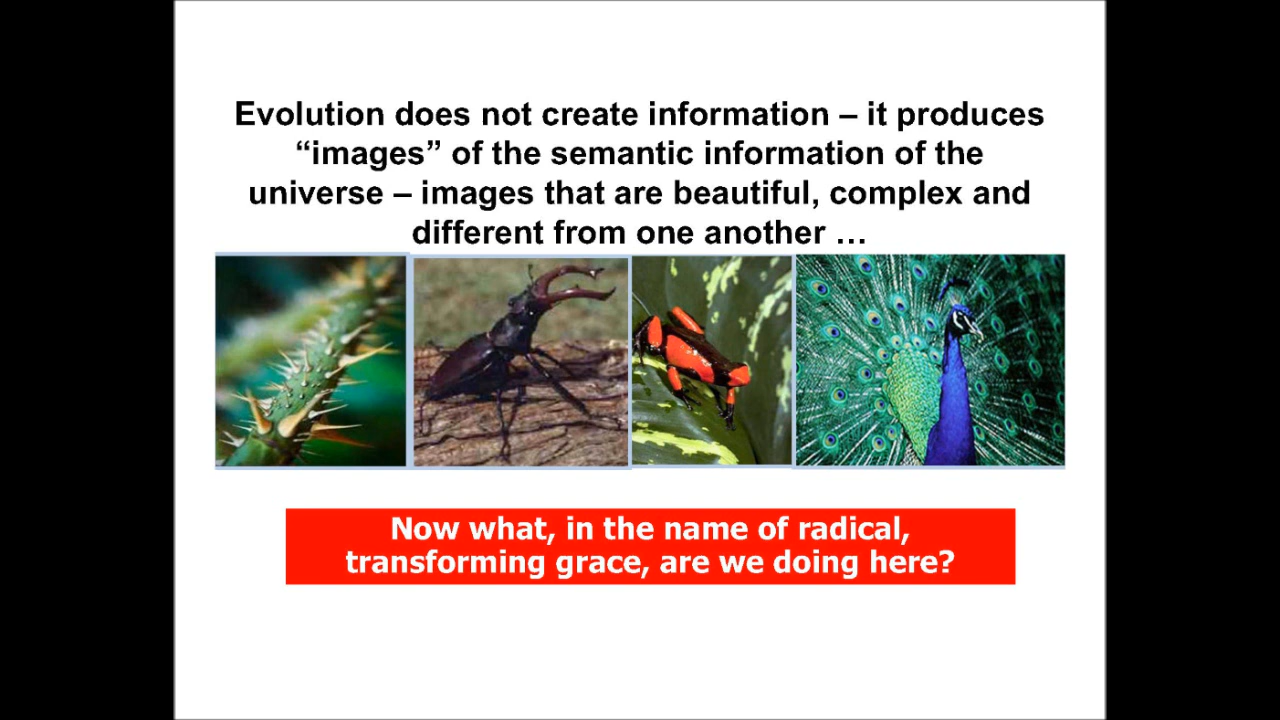 Evolution does not create information – it produces
“images” of the semantic information of the
universe – images that are beautiful, complex and
different from one another …
Now what, in the name of radical,
transforming grace, are we doing here?